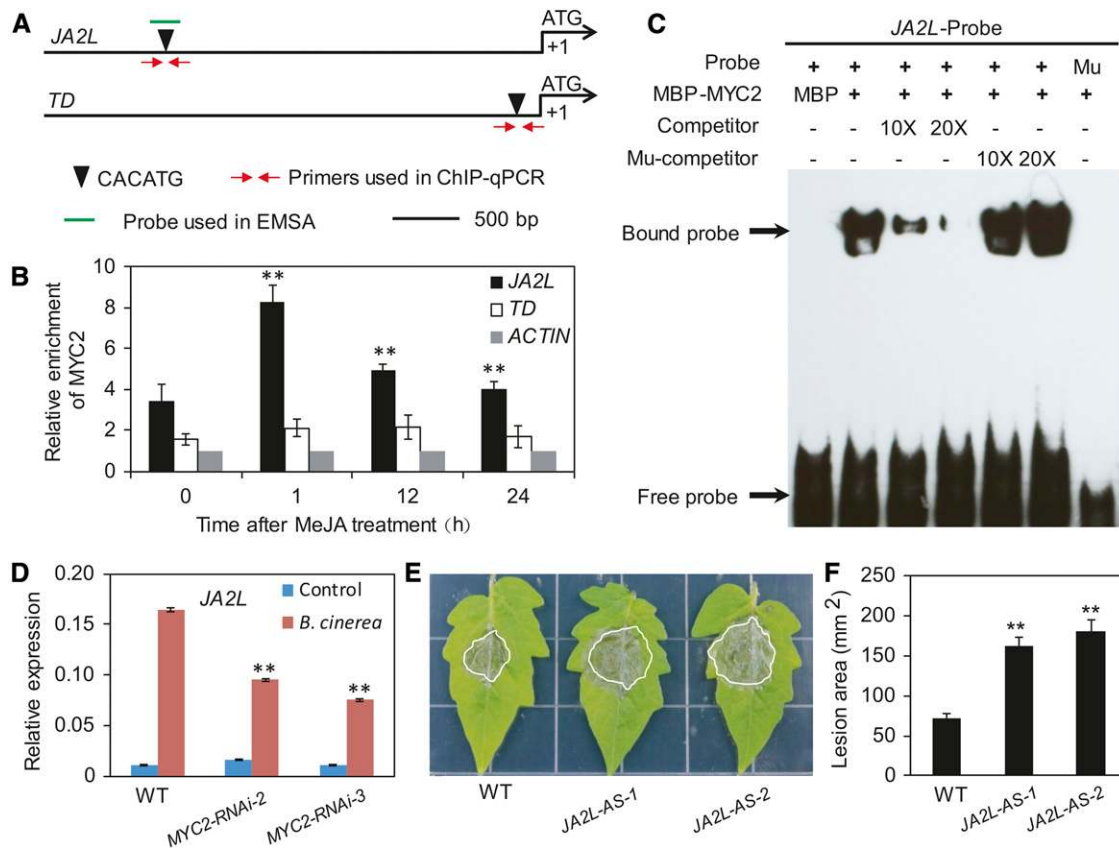 A
JA2L
ATG
+1
TD
ATG
+1
CACATG
Primers used in ChIP-qPCR
Probe used in EMSA
500 bp
B
Relative enrichment
of MYC2
10
8
6
4
2
0
**
**
**
JA2L
TD
ACTIN
0 1 12 24
Time after MeJA treatment (h)
C
JA2L-Probe
Probe + + + + + + Mu
MBP-MYC2 MBP + + + + + +
Competitor - - 10X 20X - - -
Mu-competitor - - - - 10X 20X -
Bound probe
Free probe
D
Relative expression
0.20
0.15
0.10
0.05
0
JA2L
Control
B. cinerea
**
**
WT MYC2-RNAi-2 MYC2-RNAi-3
E
WT JA2L-AS-1 JA2L-AS-2
F
Lesion area (mm 2)
250
200
150
100
50
0
**
**
WT JA2L-AS-1 JA2L-AS-2